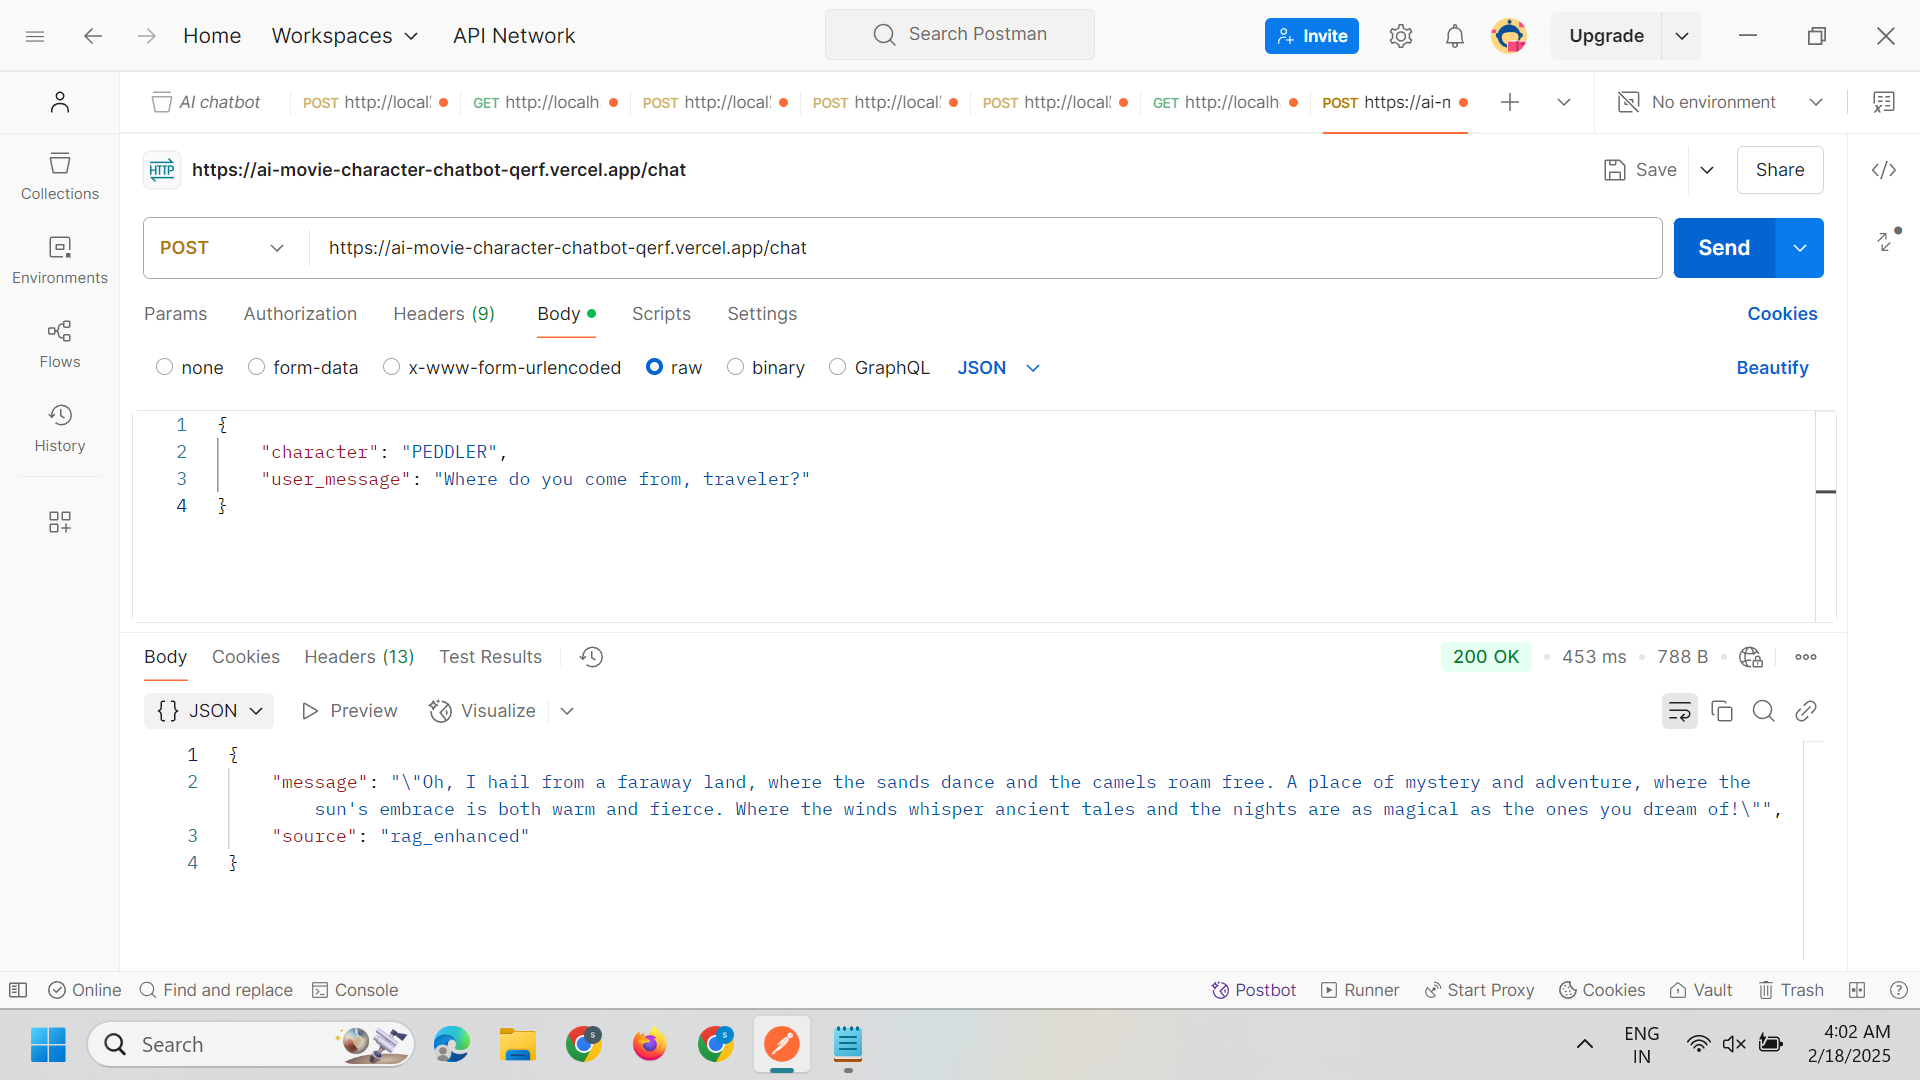 Home
Workspaces
API Network
Search Postman
Invite
Upgrade
AI chatbot
POST http://local
GET http://localh
POST http://local
POST http://local
POST http://local
GET http://localh
POST https://ai-m
No environment
HTTP https://ai-movie-character-chatbot-qerf.vercel.app/chat
Save
Share
Collections
Environments
Flows
History
POST
https://ai-movie-character-chatbot-qerf.vercel.app/chat
Send
Params
Authorization
Headers (9)
Body
Scripts
Settings
Cookies
none
form-data
x-www-form-urlencoded
raw
binary
GraphQL
JSON
Beautify
1 {
2 "character": "PEDDLER",
3 "user_message": "Where do you come from, traveler?"
4 }
Body
Cookies
Headers (13)
Test Results
200 OK
453 ms
788 B
{} JSON
Preview
Visualize
1 {
2 "message": "\"Oh, I hail from a faraway land, where the sands dance and the camels roam free. A place of mystery and adventure, where the
sun's embrace is both warm and fierce. Where the winds whisper ancient tales and the nights are as magical as the ones you dream of!\"",
3 "source": "rag_enhanced"
4 }
Online
Find and replace
Console
Postbot
Runner
Start Proxy
Cookies
Vault
Trash
Search
S
S
ENG
IN
4:02 AM
2/18/2025